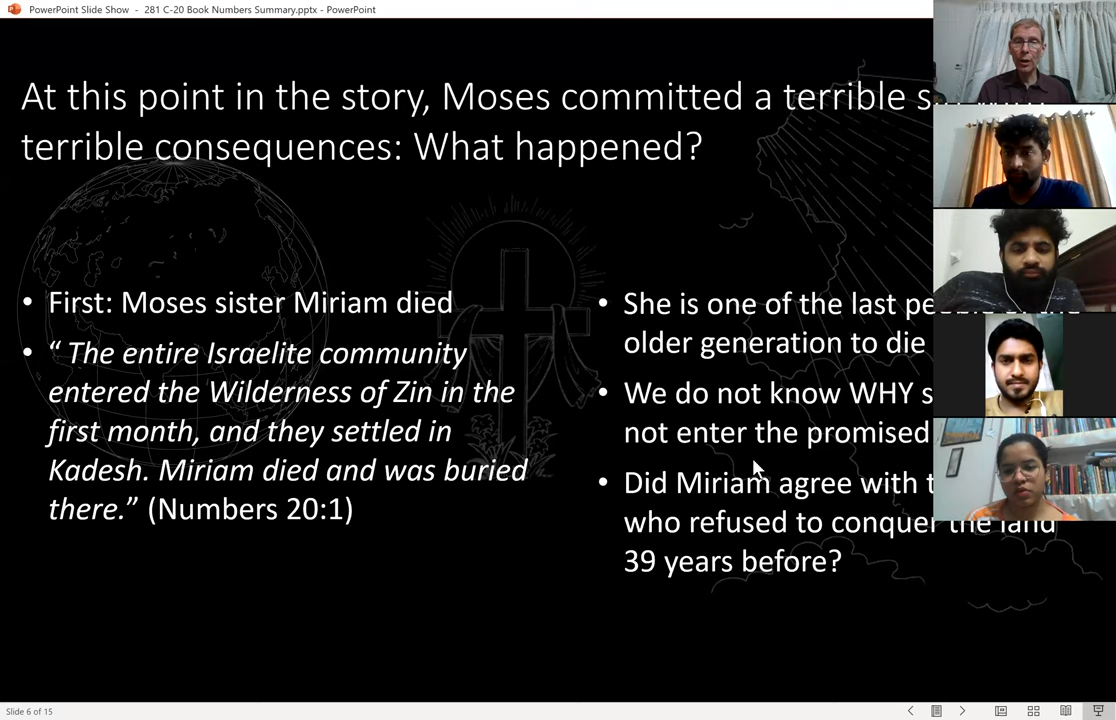 PowerPoint Slide Show - 281 C-20 Book Numbers Summary.pptx - PowerPoint
At this point in the story, Moses committed a terrible
terrible consequences: What happened?
• First: Moses sister Miriam died
• “ The entire Israelite community
entered the Wilderness of Zin in the
first month, and they settled in
Kadesh. Miriam died and was buried
there.” (Numbers 20:1)
• She is one of the last
older generation to die
• We do not know WHY
not enter the promised
• Did Miriam agree with
who refused to conquer the land
39 years before?
Slide 6 of 15